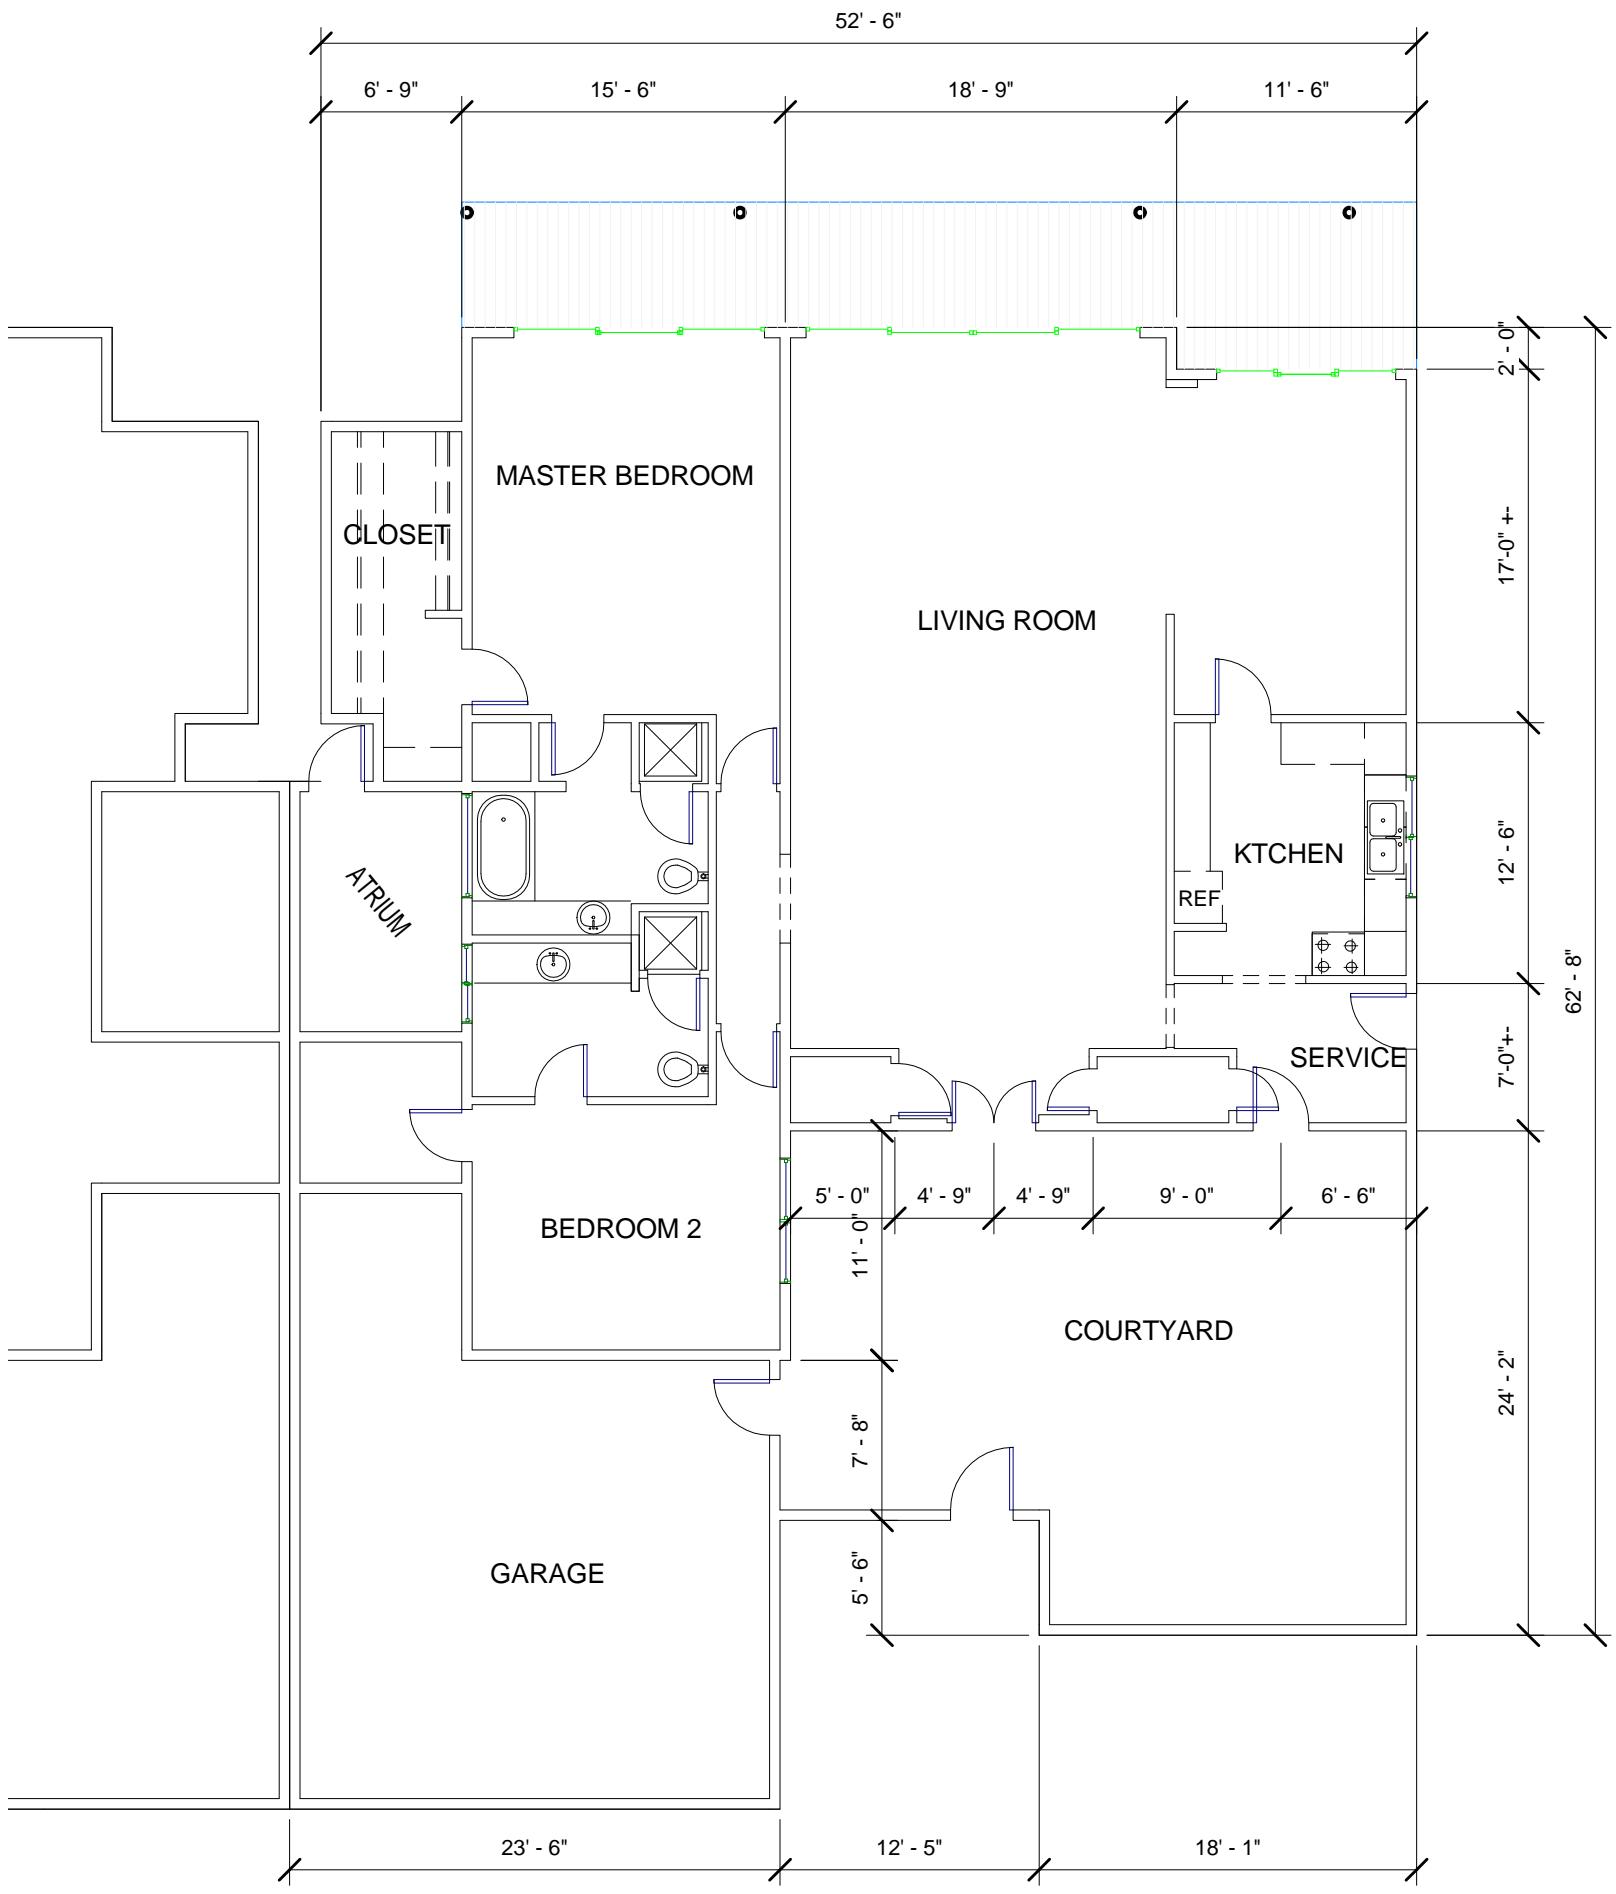 52' - 6"
6' - 9"
15' - 6"
18' - 9"
11' - 6"
2' - 0"
MASTER BEDROOM
CLOSET
17'-0" +-
LIVING ROOM
KTCHEN
12' - 6"
REF
ATRIUM
62' - 8"
SERVICE
7'-0"+-
5' - 0"
4' - 9"
4' - 9"
9' - 0"
6' - 6"
BEDROOM 2
11' - 0"
COURTYARD
24' - 2"
7' - 8"
GARAGE
5' - 6"
23' - 6"
12' - 5"
18' - 1"